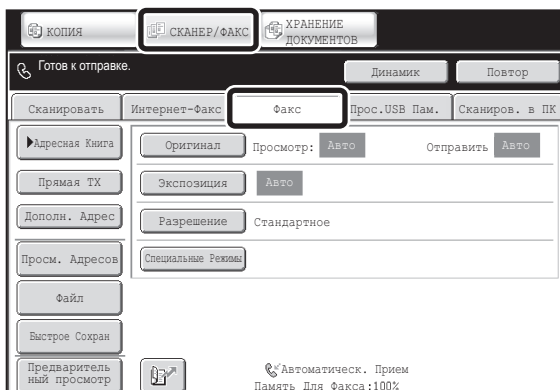 КОПИЯ
СКАНЕР/ФАКС
ХРАНЕНИЕ
ДОКУМЕНТОВ
Готов к отправке.
Динамик
Повтор
Сканировать
Интернет-Факс
Факс
Прос.USB Пам.
Сканиров. в ПК
Адресная Книга
Оригинал
Просмотр:
Авто
Отправить
Авто
Прямая TX
Экспозиция
Авто
Дополн. Адрес
Разрешение
Стандартное
Просм. Адресов
Специальные Режимы
Файл
Быстрое Сохран
Предваритель
ный просмотр
Автоматическ. Прием
Память Для Факса:100%